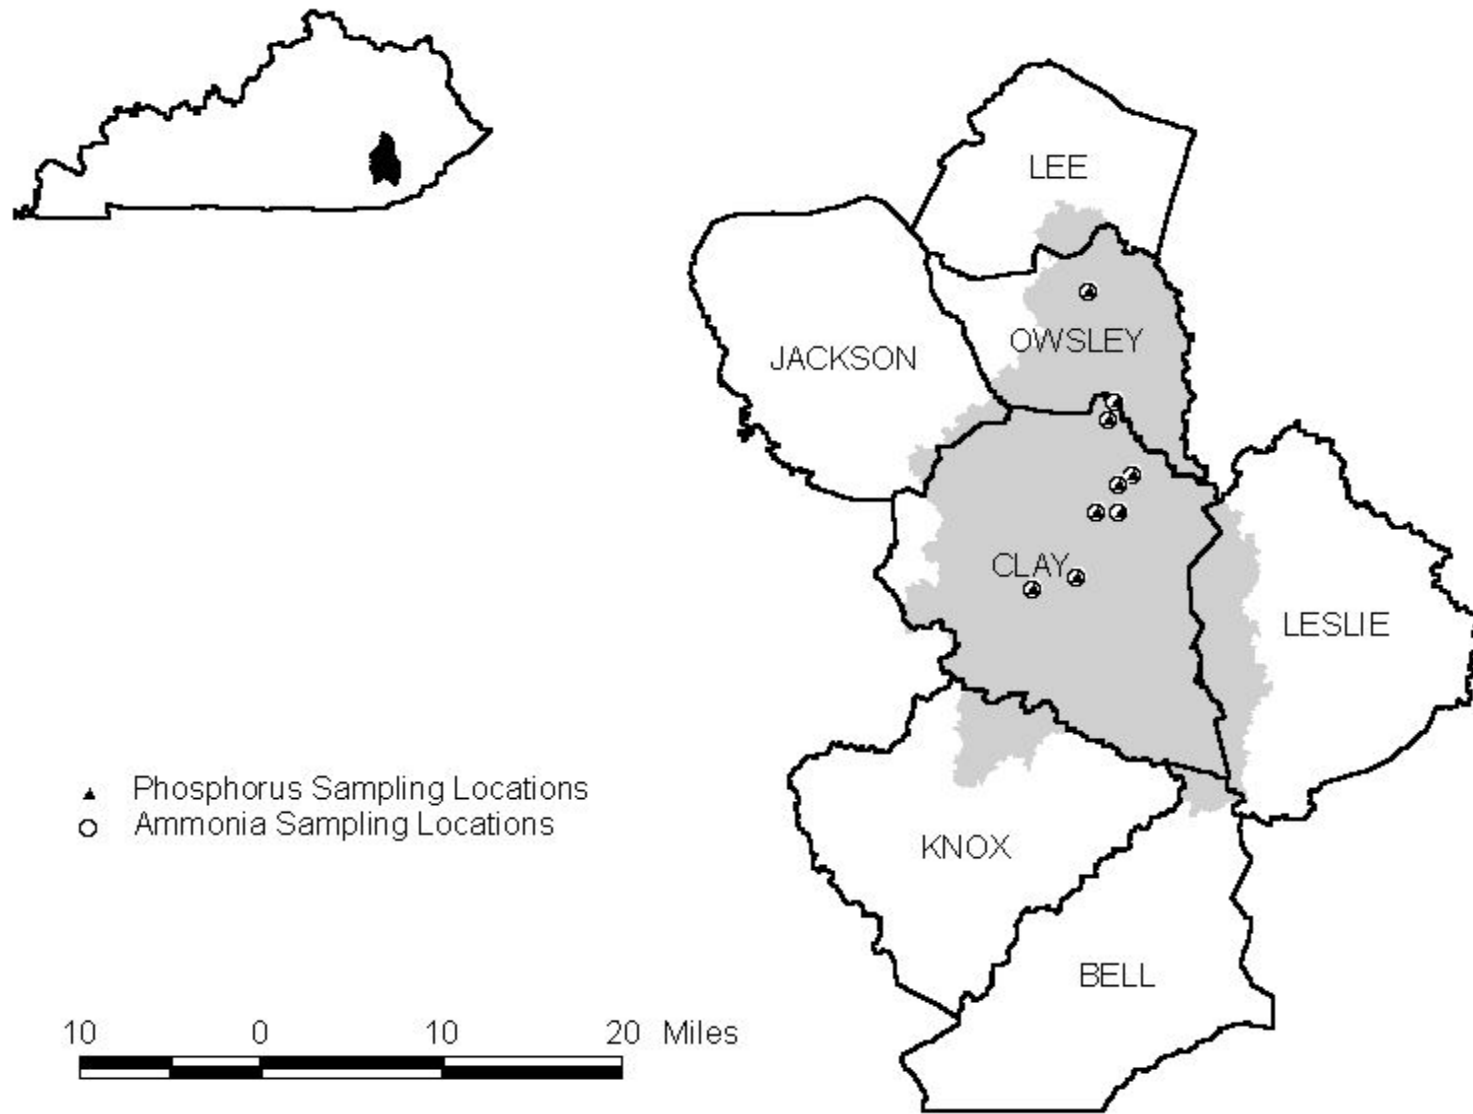 LEE
OWSLEY
JACKSON
CLAY
LESLIE
Phosphorus Sampling Locations
Ammonia Sampling Locations
KNOX
BELL
10 0 10 20 Miles